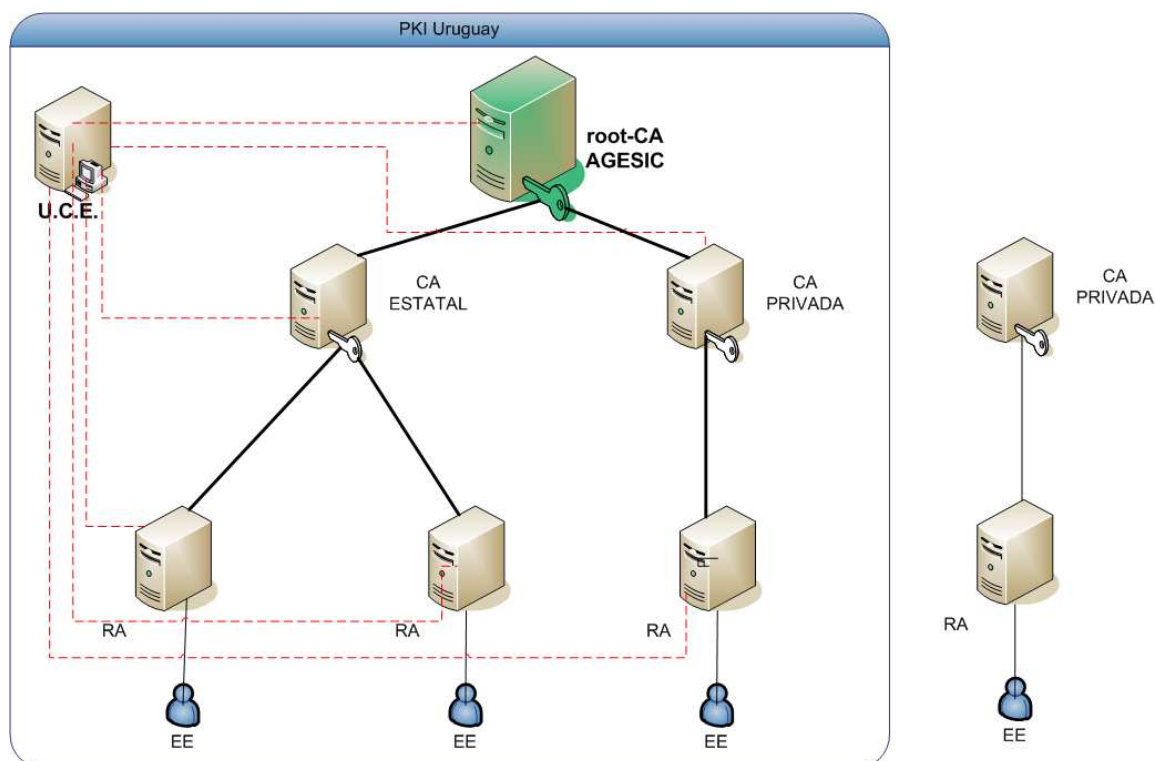 PKI Uruguay
root-CA
AGESIC
U.C.E.
CA
ESTATAL
CA
PRIVADA
CA
PRIVADA
RA
RA
RA
RA
EE
EE
EE
EE